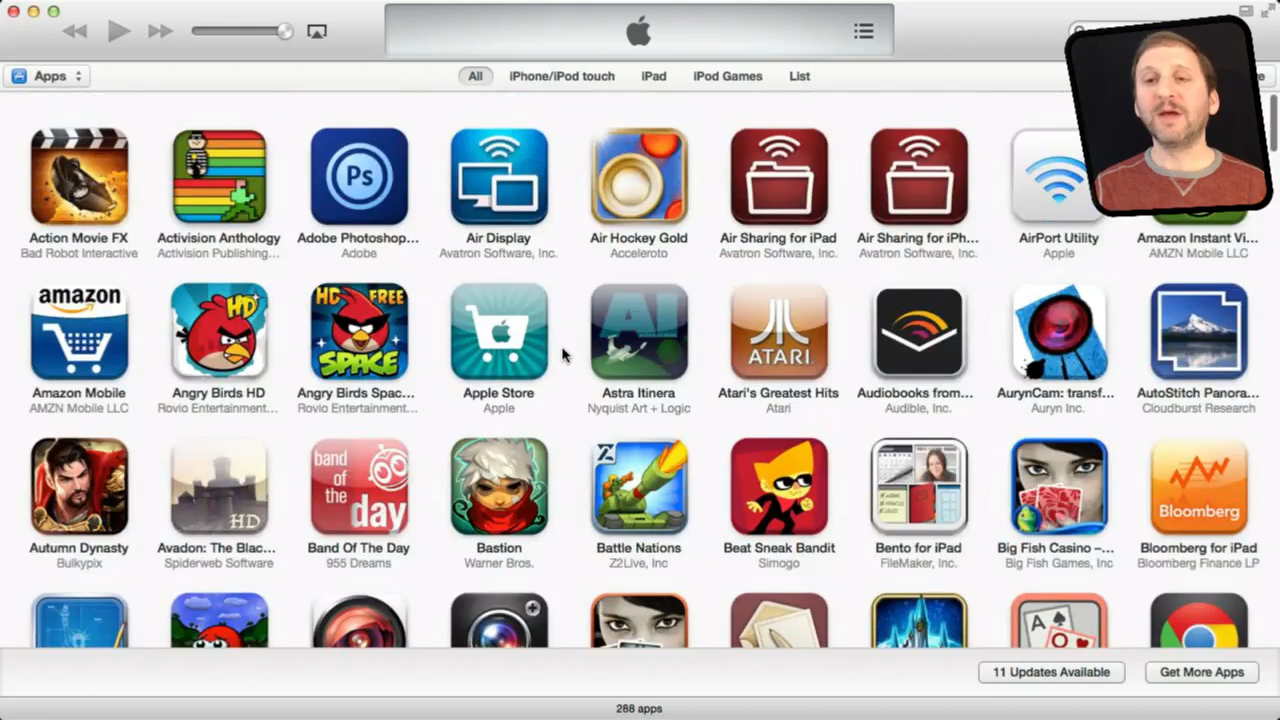 Apps
All
iPhone/iPod touch
iPad
iPod Games
List
Action Movie FX
Bad Robot Interactive
Activision Anthology
Activision Publishing...
Ps
Adobe Photoshop...
Adobe
Air Display
Avatron Software, Inc.
Air Hockey Gold
Acceleroto
Air Sharing for iPad
Avatron Software, Inc.
Air Sharing for iPh...
Avatron Software, Inc.
AirPort Utility
Apple
Amazon Instant Vi...
AMZN Mobile LLC
amazon
Amazon Mobile
AMZN Mobile LLC
HD
Angry Birds HD
Rovio Entertainment...
HD FREE
SPACE
Angry Birds Spac...
Rovio Entertainment...
Apple Store
Apple
AI
Astra Itinera
Nyquist Art + Logic
ATARI
Atari's Greatest Hits
Atari
Audiobooks from...
Audible, Inc.
AurynCam: transf...
Auryn Inc.
AutoStitch Panora...
Cloudburst Research
Autumn Dynasty
Bulkypix
HD
Avadon: The Blac...
Spiderweb Software
band
of
the
day
Band Of The Day
955 Dreams
Bastion
Warner Bros.
Z
Battle Nations
Z2Live, Inc
Beat Sneak Bandit
Simogo
Bento for iPad
FileMaker, Inc.
Big Fish Casino –...
Big Fish Games, Inc
Bloomberg
Bloomberg for iPad
Bloomberg Finance LP
A
Q
11 Updates Available
Get More Apps
288 apps